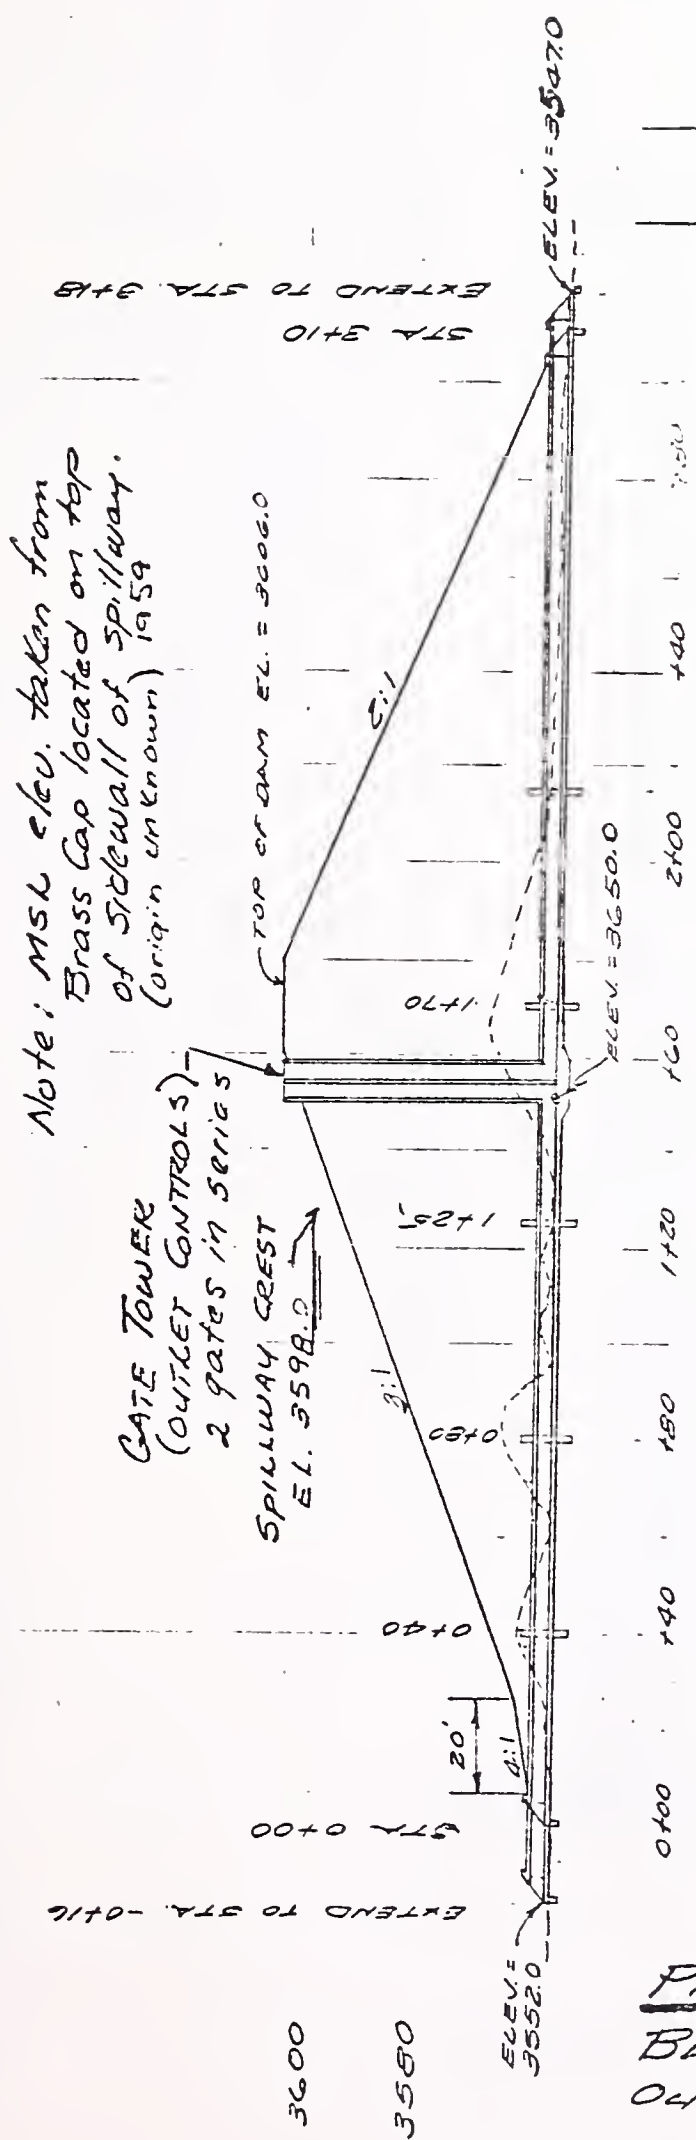 Note: MSL elev. taken from
Brass Cap located on top
of sidewall of spillway.
(origin unknown) 1959
GATE TOWER
(OUTLET CONTROLS)
2 gates in series
SPILLWAY CREST
EL. 3598.0
TOP OF DAM EL. = 3606.0
EXTEND TO STA. -0+16
STA 0+00
20'
4:1
3:1
2:1
0+40
0+80
1+25
1+70
STA 3+10
EXTEND TO STA. 3+18
ELEV. =
3552.0
ELEV. = 3650.0
ELEV. = 3547.0
3600
3580
0+00
+40
+80
1+20
+60
2+00
+40